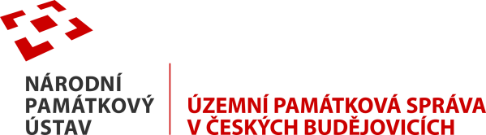 NÁRODNÍ
PAMÁTKOVÝ
ÚSTAV
ÚZEMNÍ PAMÁTKOVÁ SPRÁVA
V ČESKÝCH BUDĚJOVICÍCH